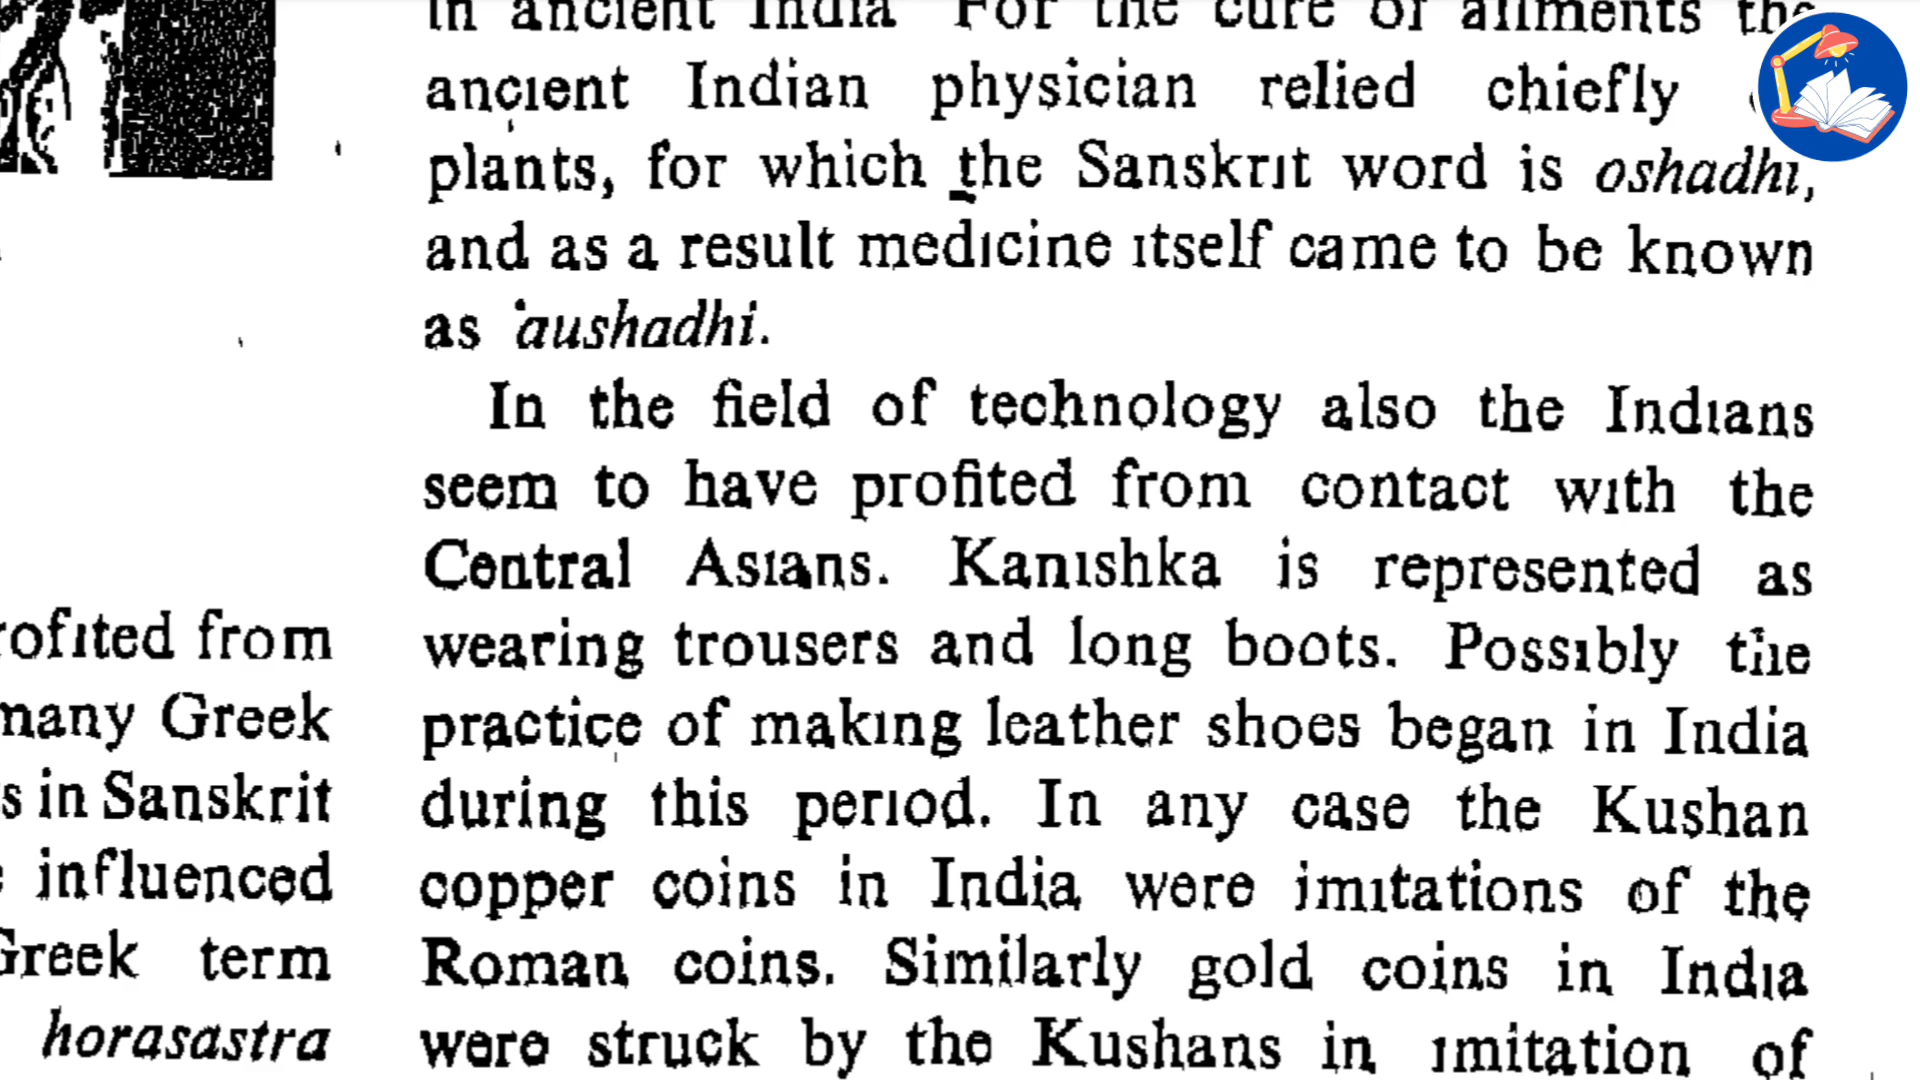 rofited from
many Greek
s in Sanskrit
influenced
Greek term
horasastra
in ancient India For the cure of ailments the
ancient Indian physician relied chiefly
plants, for which the Sanskrit word is oshadhi,
and as a result medicine itself came to be known
as aushadhi.
In the field of technology also the Indians
seem to have profited from contact with the
Central Asians. Kanishka is represented as
wearing trousers and long boots. Possibly the
practice of making leather shoes began in India
during this period. In any case the Kushan
copper coins in India were imitations of the
Roman coins. Similarly gold coins in India
were struck by the Kushans in imitation of